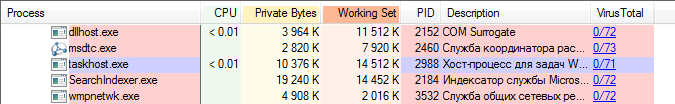 Process CPU Private Bytes Working Set PID Description VirusTotal
dllhost.exe < 0.01 3 964 K 11 512 K 2152 COM Surrogate 0/72
msdtc.exe 2 820 K 7 920 K 2460 Служба координатора рас... 0/73
taskhost.exe < 0.01 10 376 K 14 512 K 2988 Хост-процесс для задач W... 0/71
SearchIndexer.exe 19 240 K 14 452 K 2184 Индексатор службы Micros... 0/72
wmpnetwk.exe 4 908 K 2 016 K 3532 Служба общих сетевых ре... 0/72